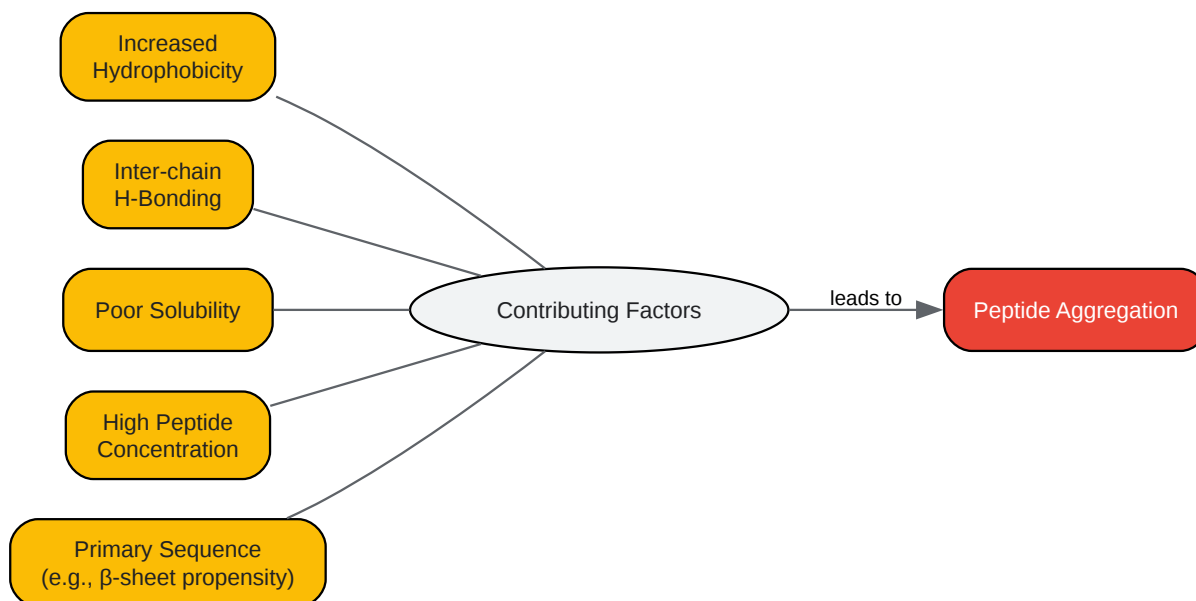 Increased
Hydrophobicity
Inter-chain
H-Bonding
Poor Solubility
High Peptide
Concentration
Primary Sequence
(e.g., β-sheet propensity)
Contributing Factors
leads to
Peptide Aggregation